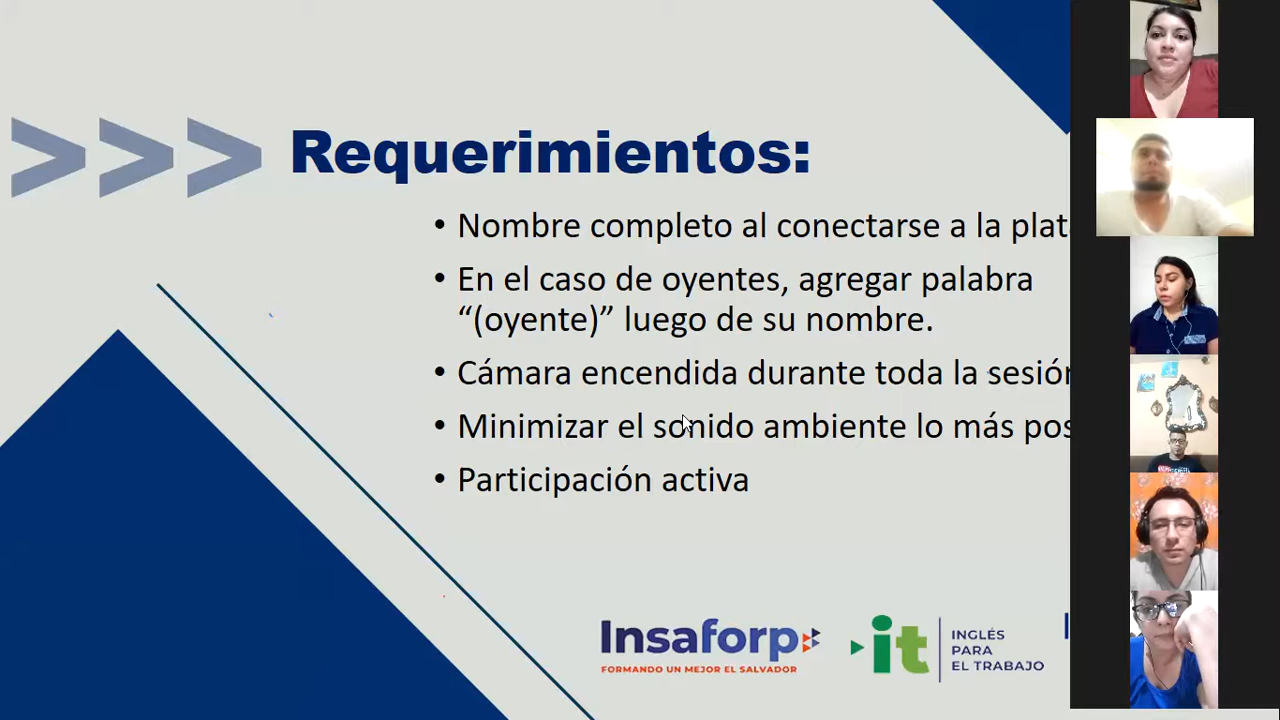 >>> Requerimientos:
• Nombre completo al conectarse a la
• En el caso de oyentes, agregar palabra
“(oyente)” luego de su nombre.
• Cámara encendida durante toda la sesión
• Minimizar el sonido ambiente lo más
• Participación activa
Insaforp
FORMANDO UN MEJOR EL SALVADOR
it
INGLÉS
PARA
EL TRABAJO